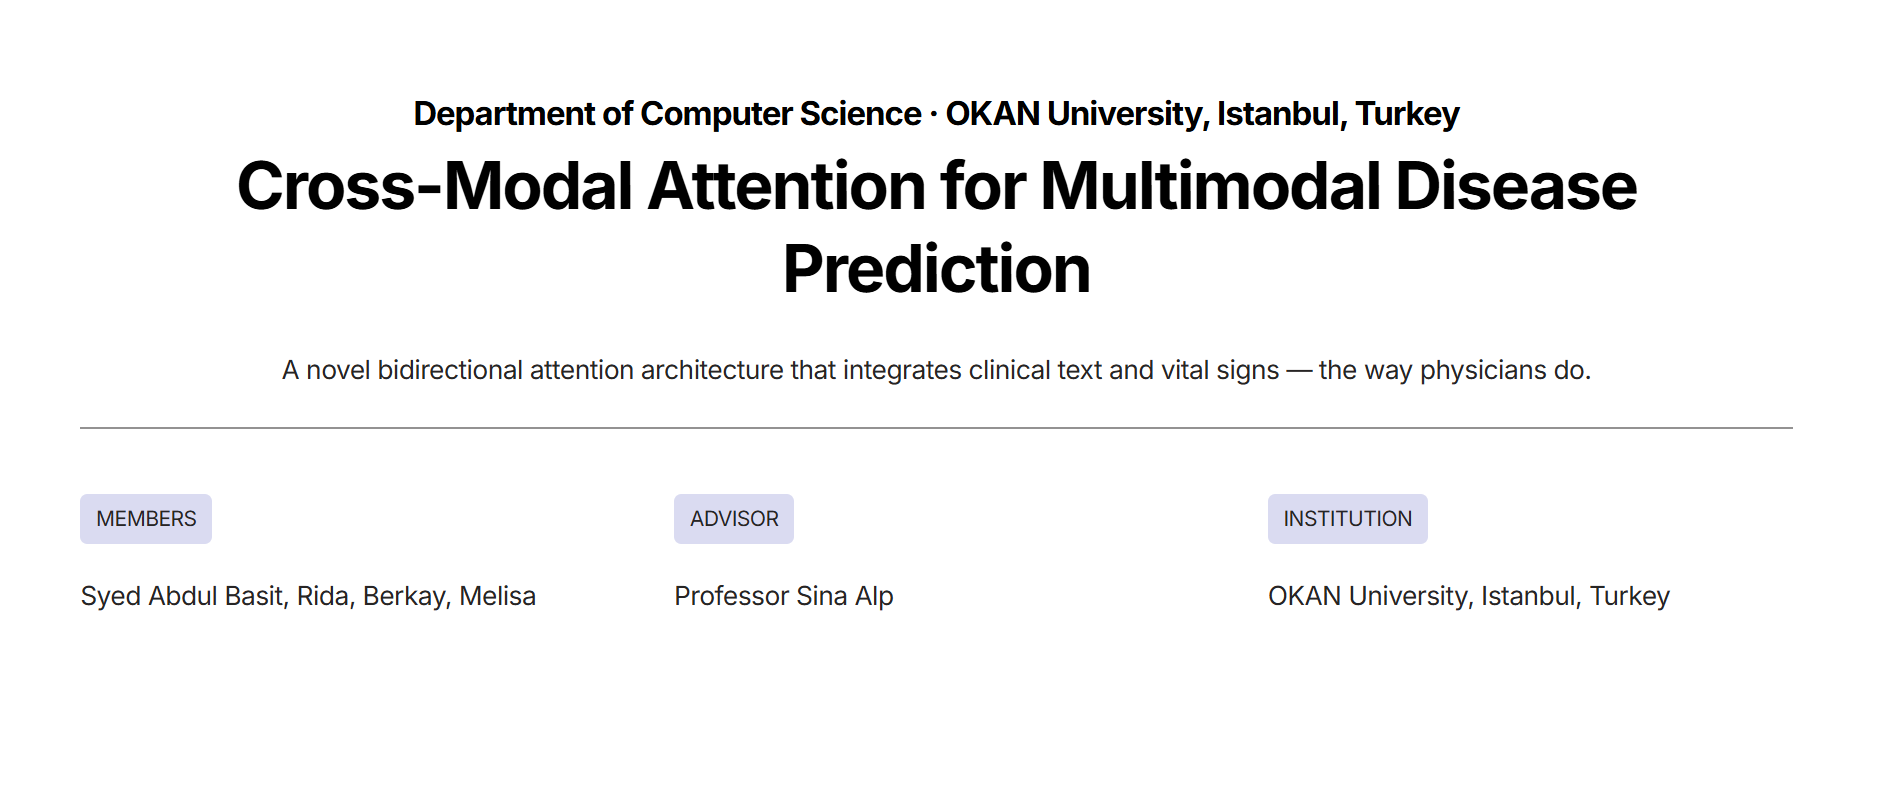 Department of Computer Science · OKAN University, Istanbul, Turkey
Cross-Modal Attention for Multimodal Disease
Prediction
A novel bidirectional attention architecture that integrates clinical text and vital signs — the way physicians do.
MEMBERS
Syed Abdul Basit, Rida, Berkay, Melisa
ADVISOR
Professor Sina Alp
INSTITUTION
OKAN University, Istanbul, Turkey